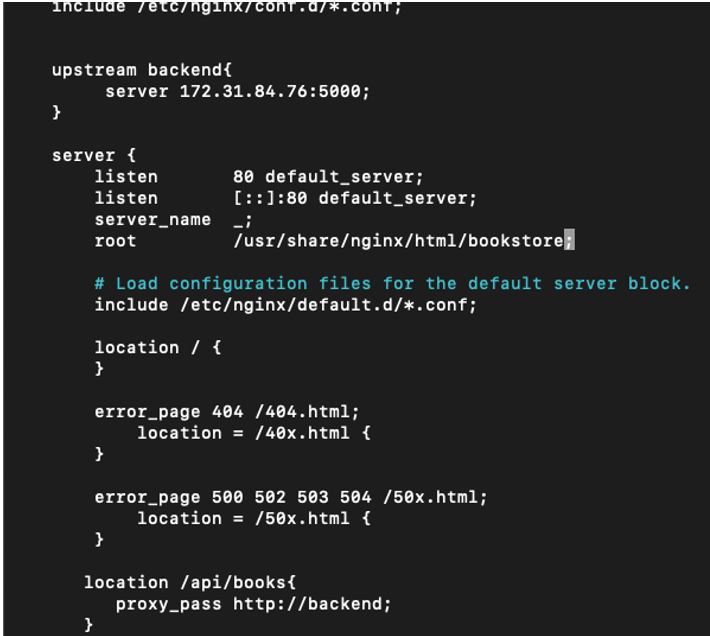 include /etc/nginx/conf.d/*.conf;
upstream backend{
server 172.31.84.76:5000;
}
server {
listen 80 default_server;
listen [::]:80 default_server;
server_name _;
root /usr/share/nginx/html/bookstore;
# Load configuration files for the default server block.
include /etc/nginx/default.d/*.conf;
location / {
}
error_page 404 /404.html;
location = /40x.html {
}
error_page 500 502 503 504 /50x.html;
location = /50x.html {
}
location /api/books{
proxy_pass http://backend;
}